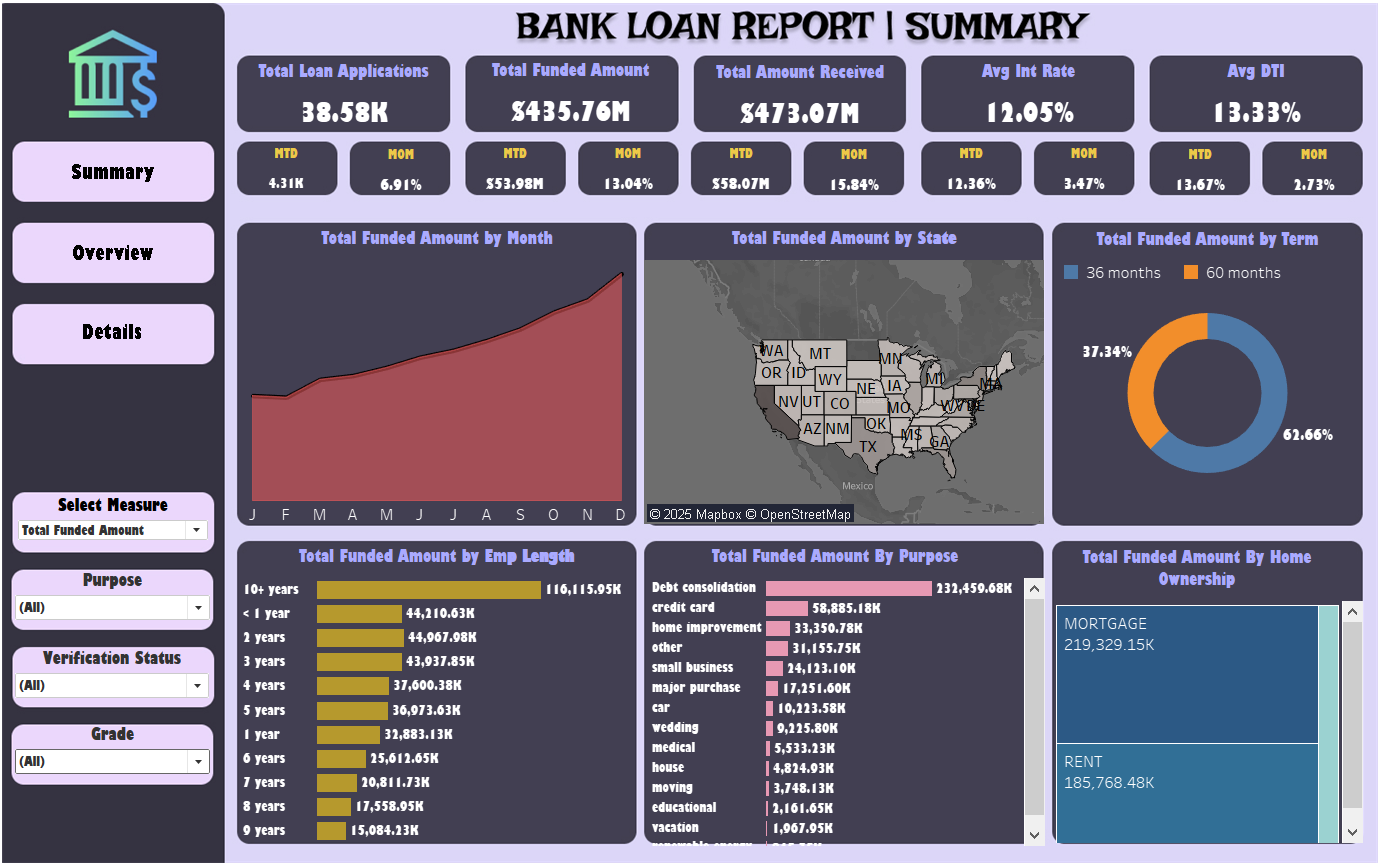 BANK LOAN REPORT | SUMMARY
Total Loan Applications
38.58K
Total Funded Amount
$435.76M
Total Amount Received
$473.07M
Avg Int Rate
12.05%
Avg DTI
13.33%
MTD
4.31K
MOM
6.91%
MTD
$53.98M
MOM
13.04%
MTD
$58.07M
MOM
15.84%
MTD
12.36%
MOM
3.47%
MTD
13.67%
MOM
2.73%
Summary
Overview
Details
Select Measure
Total Funded Amount
Purpose
(All)
Verification Status
(All)
Grade
(All)
Total Funded Amount by Month
J F M A M J J A S O N D
Total Funded Amount by State
WA MT MN
OR ID WY MI MA
NE IA
NV UT CO MO WV DE
AZ NM OK MS
TX GA
Mexico
© 2025 Mapbox © OpenStreetMap
Total Funded Amount by Term
36 months 60 months
37.34%
62.66%
Total Funded Amount by Emp Length
10+ years 116,115.95K
< 1 year 44,210.63K
2 years 44,967.98K
3 years 43,937.85K
4 years 37,600.38K
5 years 36,973.63K
1 year 32,883.13K
6 years 25,612.65K
7 years 20,811.73K
8 years 17,558.95K
9 years 15,084.23K
Total Funded Amount By Purpose
Debt consolidation 232,459.68K
credit card 58,885.18K
home improvement 33,350.78K
other 31,155.75K
small business 24,123.10K
major purchase 17,251.60K
car 10,223.58K
wedding 9,225.80K
medical 5,533.23K
house 4,824.93K
moving 3,748.13K
educational 2,161.65K
vacation 1,967.95K
Total Funded Amount By Home
Ownership
MORTGAGE
219,329.15K
RENT
185,768.48K